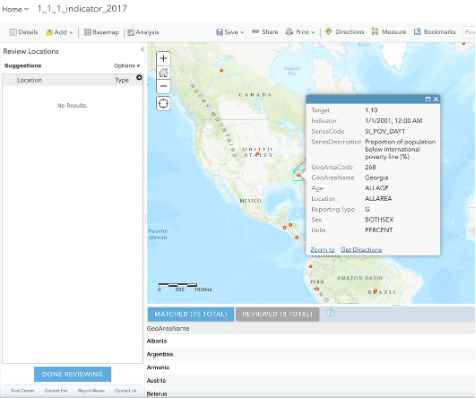 Home 1_1_1_indicator_2017
Details Add Basemap Analysis Save Share Print Directions Measure Bookmarks
Review Locations
Suggestions Options
Location Type
No Results.
CANADA
ROCKY MOUNTAINS
UNITED STATES
MEXICO
Pacific Ocean
AMAZON BASIN
PERU
BRAZIL
0 500 1000mi
Target 1.10
Indicator 1/1/2001, 12:00 AM
SeriesCode SI_POV_DAY1
SeriesDescription Proportion of population
below international
poverty line (%)
GeoAreaCode 268
GeoAreaName Georgia
Age ALLAGE
Location ALLAREA
Reporting Type G
Sex BOTHSEX
Units PERCENT
Zoom to Get Directions
MATCHED (75 TOTAL) REVIEWED (0 TOTAL)
GeoAreaName
Albania
Argentina
Armenia
Austria
Belarus
DONE REVIEWING
Trust Center Contact Esri Report Abuse Contact Us